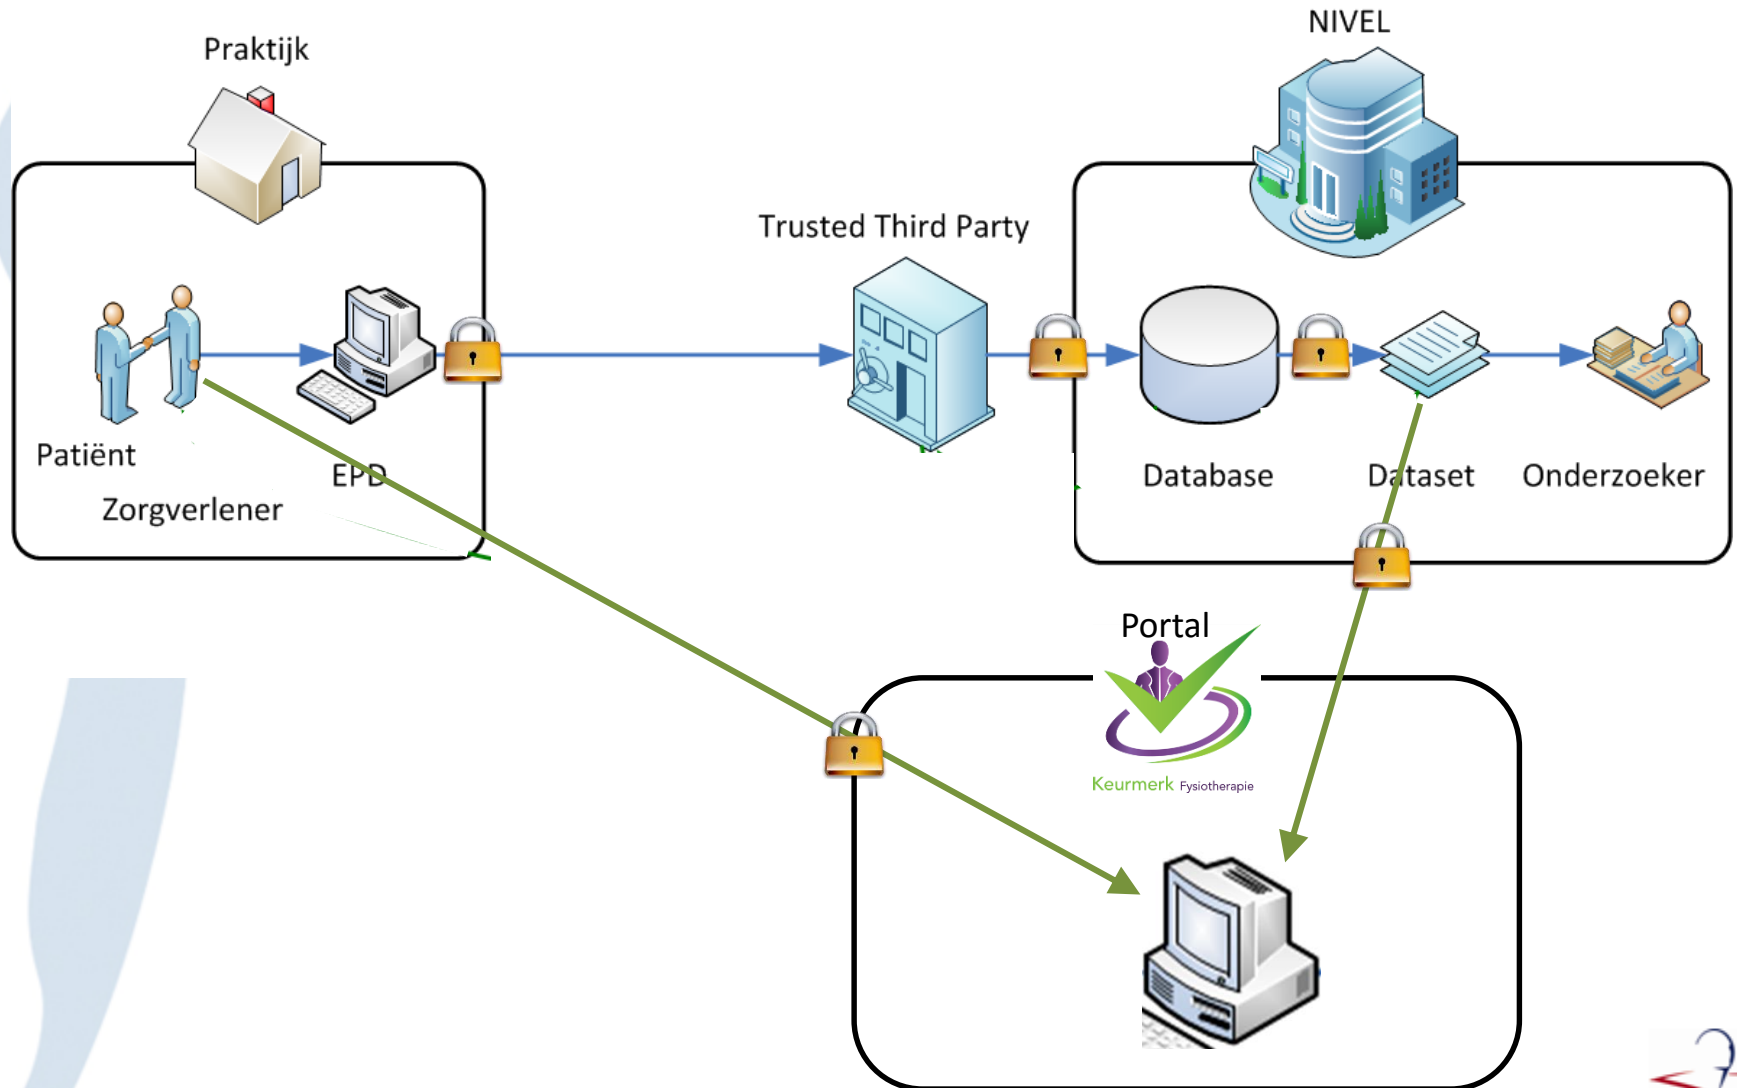 Praktijk
NIVEL
Trusted Third Party
Patiënt
EPD
Zorgverlener
Database
Dataset
Onderzoeker
Portal
Keurmerk Fysiotherapie